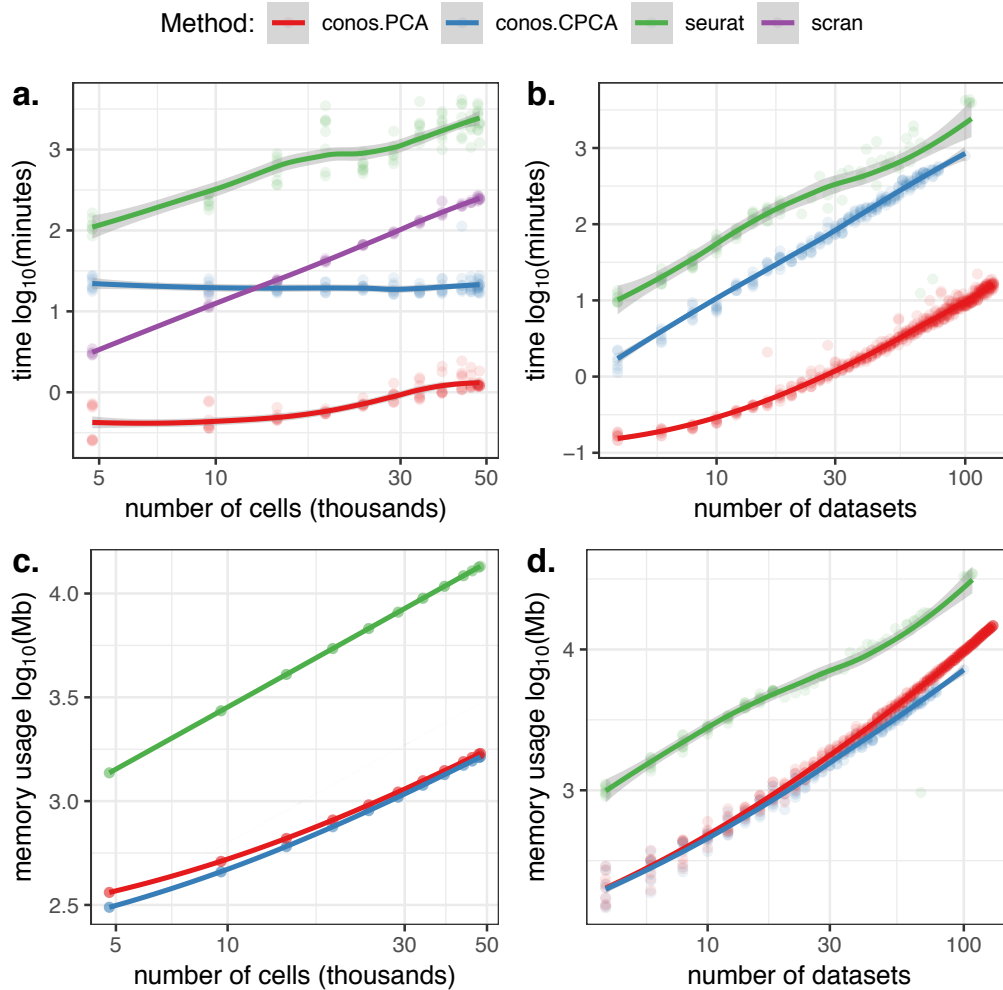 Method: conos.PCA conos.CPCA seurat scran
a.
time log10(minutes)
3
2
1
0
5 10 30 50
number of cells (thousands)
b.
time log10(minutes)
3
2
1
0
−1
10 30 100
number of datasets
c.
memory usage log10(Mb)
4.0
3.5
3.0
2.5
5 10 30 50
number of cells (thousands)
d.
memory usage log10(Mb)
4
3
10 30 100
number of datasets